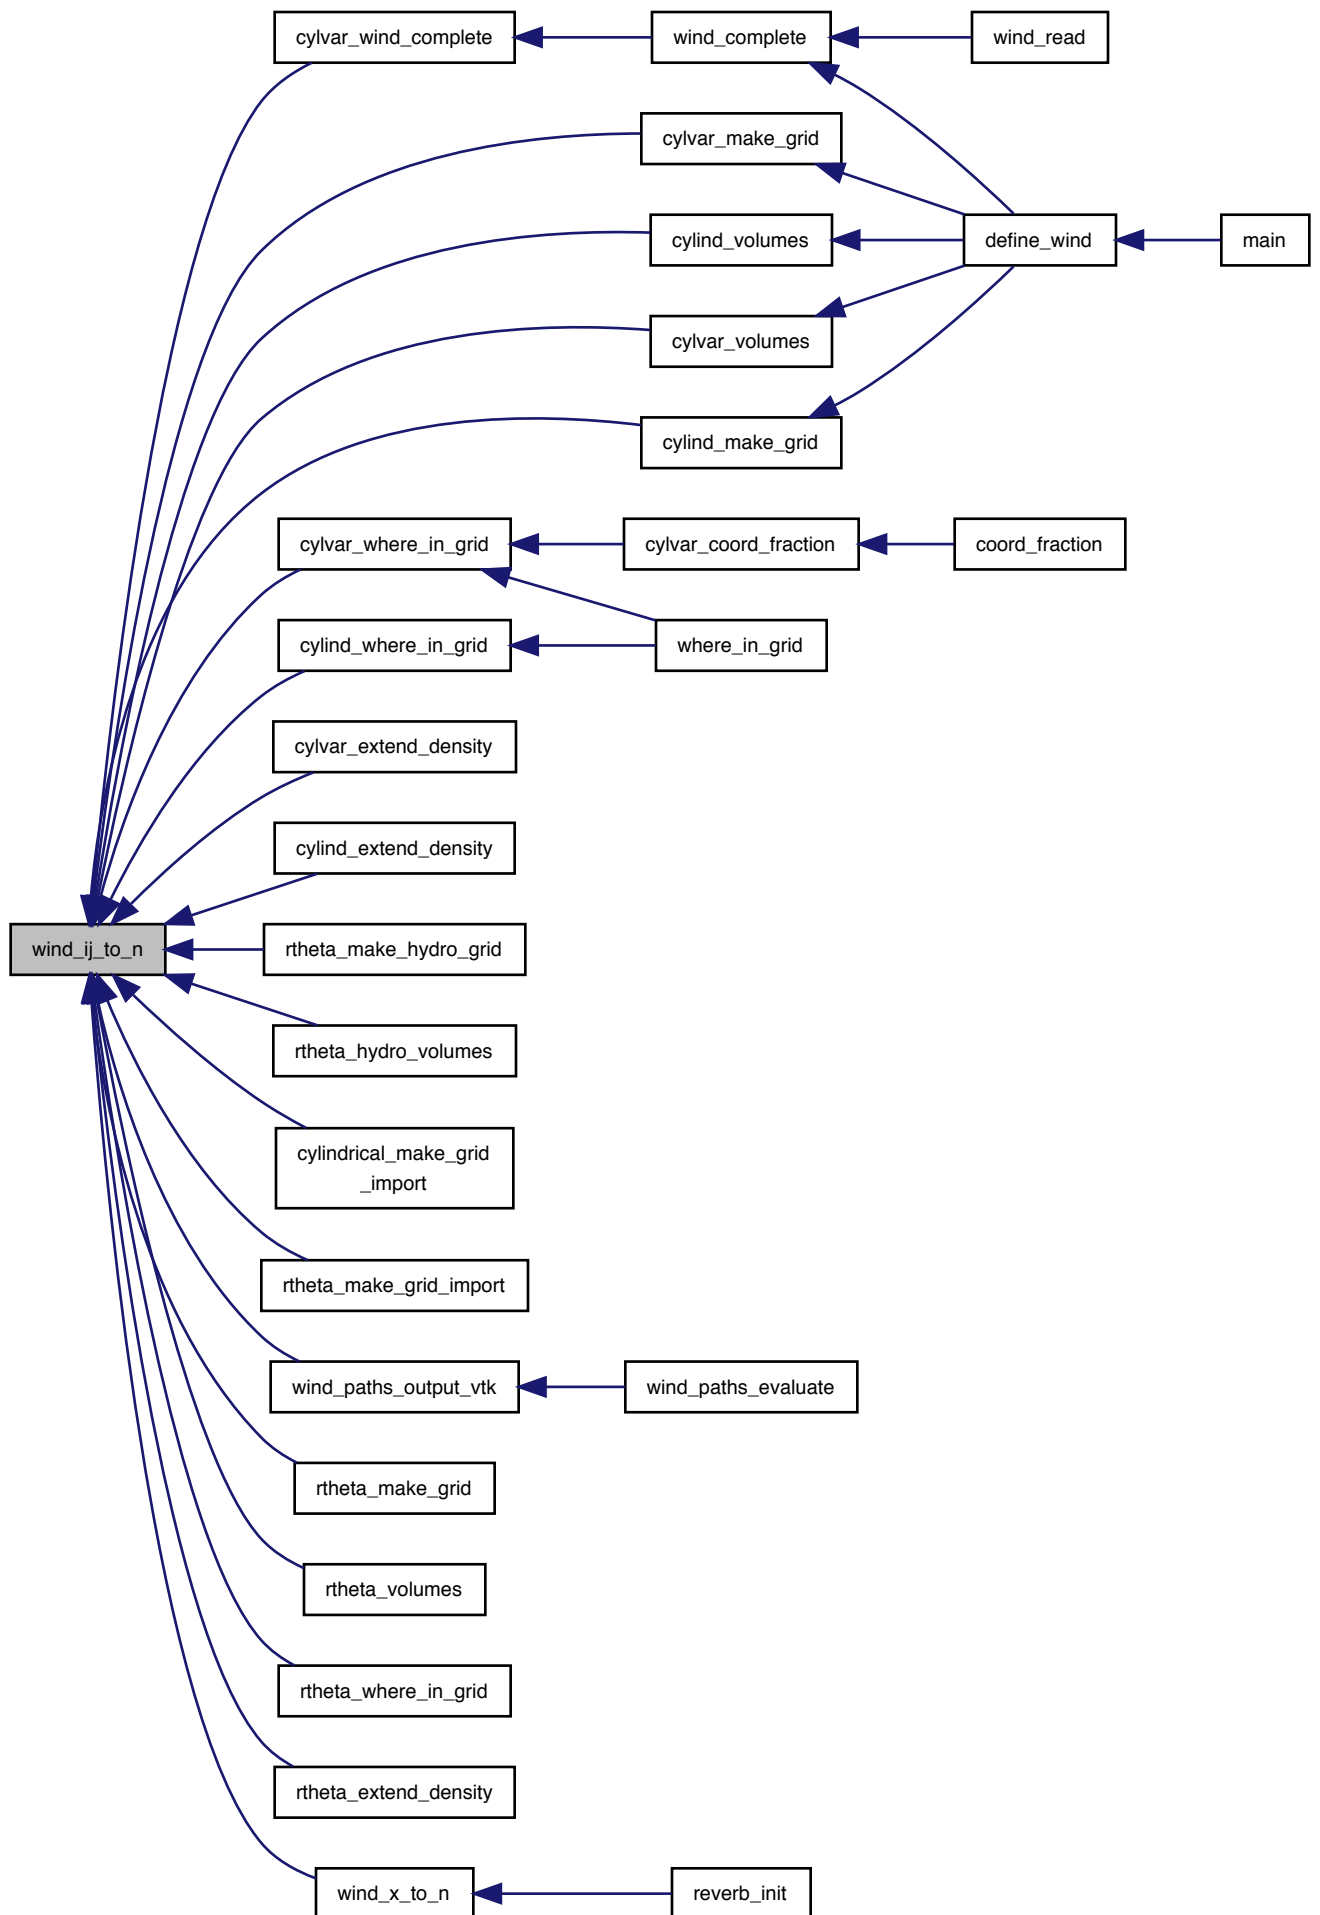 cylvar_wind_complete
wind_complete
wind_read
cylvar_make_grid
cylind_volumes
define_wind
main
cylvar_volumes
cylind_make_grid
cylvar_where_in_grid
cylvar_coord_fraction
coord_fraction
cylind_where_in_grid
where_in_grid
cylvar_extend_density
cylind_extend_density
wind_ij_to_n
rtheta_make_hydro_grid
rtheta_hydro_volumes
cylindrical_make_grid
_import
rtheta_make_grid_import
wind_paths_output_vtk
wind_paths_evaluate
rtheta_make_grid
rtheta_volumes
rtheta_where_in_grid
rtheta_extend_density
wind_x_to_n
reverb_init